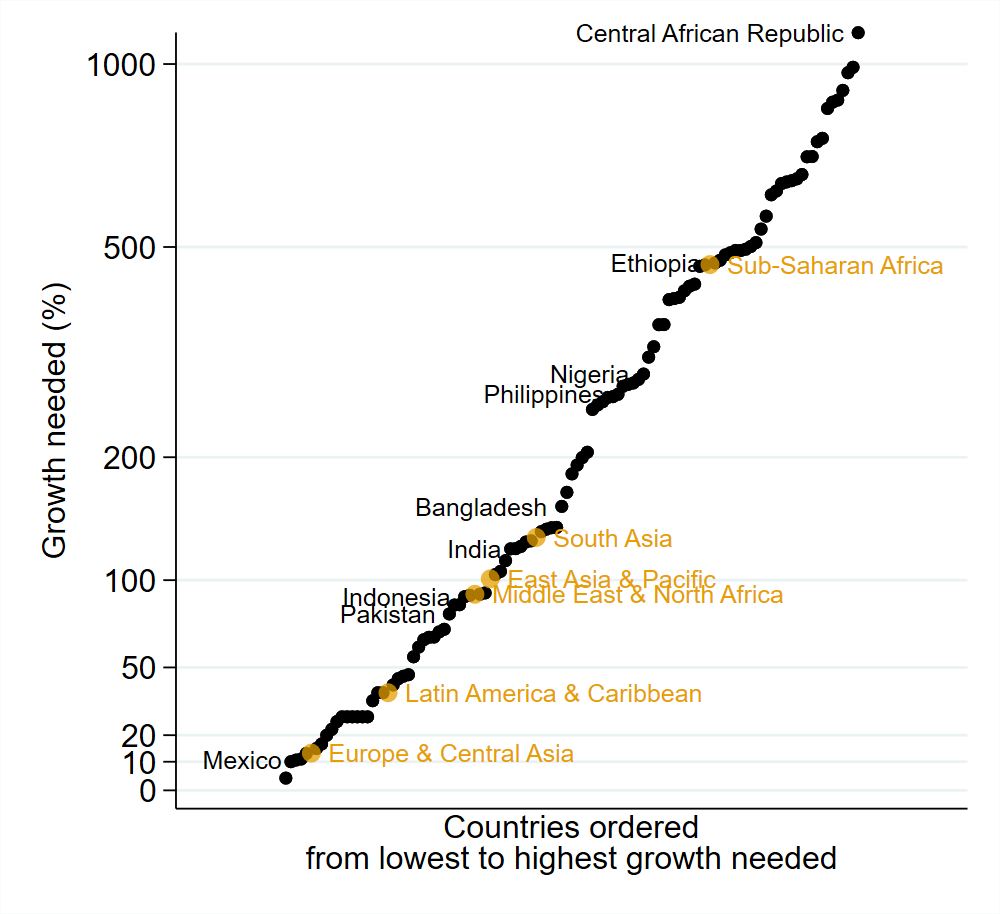 Central African Republic
1000
500
Ethiopia
Sub-Saharan Africa
Growth needed (%)
Nigeria
Philippines
200
Bangladesh
South Asia
India
100
East Asia & Pacific
Indonesia
Middle East & North Africa
Pakistan
50
Latin America & Caribbean
20
Europe & Central Asia
Mexico
10
0
Countries ordered
from lowest to highest growth needed